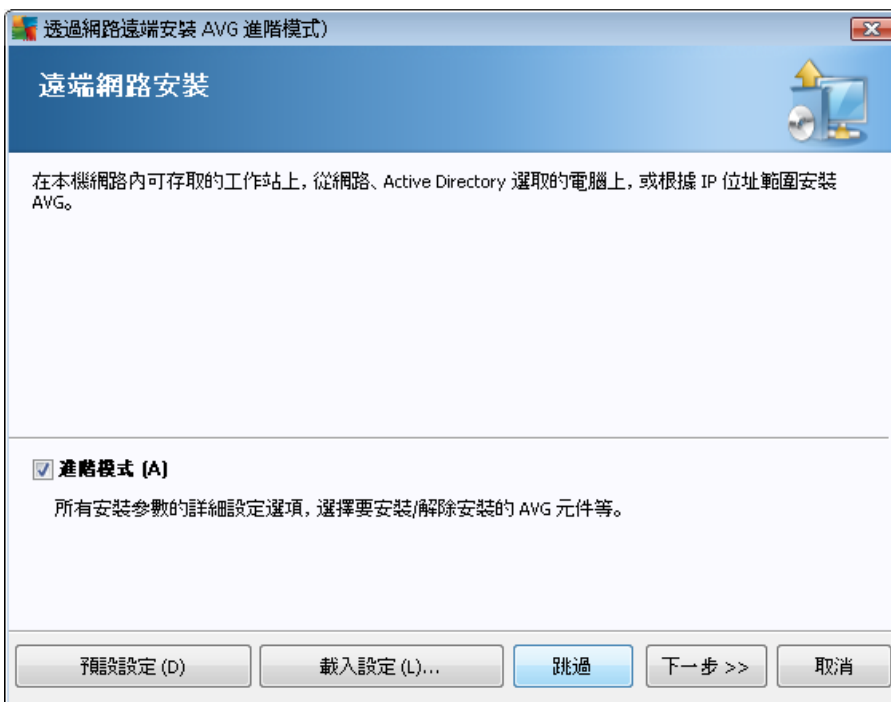 透過網路遠端安裝 AVG 進階模式)
遠端網路安裝
在本機網路內可存取的工作站上，從網路、Active Directory 選取的電腦上，或根據 IP 位址範圍安裝
AVG。
進階模式 (A)
所有安裝參數的詳細設定選項，選擇要安裝/解除安裝的 AVG 元件等。
預設設定 (D)
載入設定 (L)...
跳過
下一步 >>
取消